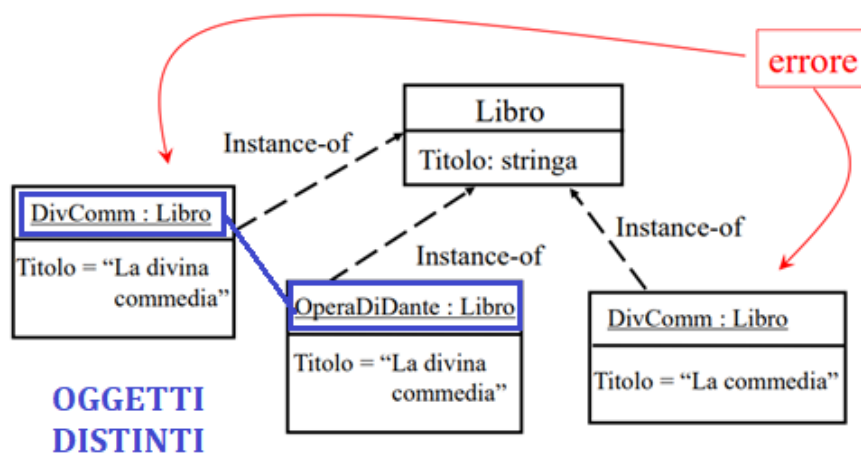 errore
Libro
Titolo: stringa
Instance-of
DivComm : Libro
Titolo = “La divina
commedia”
Instance-of
OperaDiDante : Libro
Titolo = “La divina
commedia”
Instance-of
DivComm : Libro
Titolo = “La commedia”
OGGETTI
DISTINTI